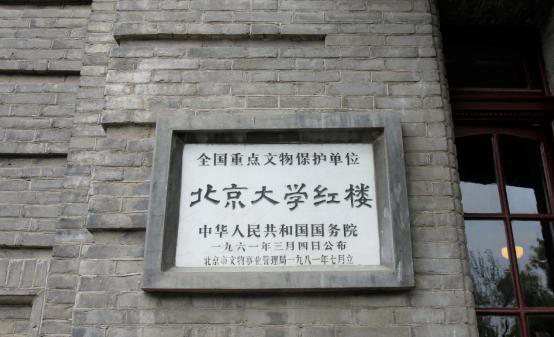 全国重点文物保护单位
北京大学红楼
中华人民共和国国务院
一九六一年三月四日公布
北京市文物事业管理局一九八一年七月立